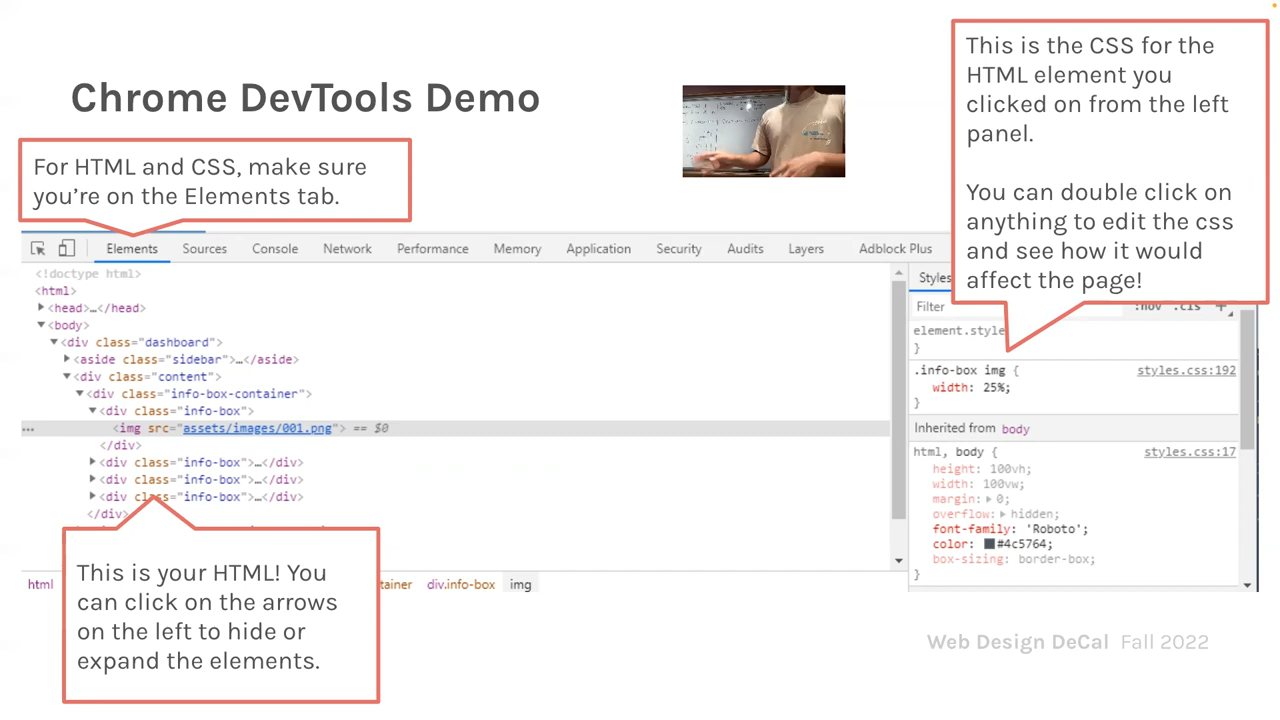 This is the CSS for the
HTML element you
clicked on from the left
panel.
You can double click on
anything to edit the css
and see how it would
affect the page!
Chrome DevTools Demo
For HTML and CSS, make sure
you’re on the Elements tab.
Elements Sources Console Network Performance Memory Application Security Audits Layers Adblock Plus
<!doctype html>
<html>
<head>…</head>
<body>
<div class="dashboard">
<aside class="sidebar">…</aside>
<div class="content">
<div class="info-box-container">
<div class="info-box">
… <img src="assets/images/001.png"> == $0
</div>
<div class="info-box">…</div>
<div class="info-box">…</div>
<div class="info-box">…</div>
</div>
html tainer div.info-box img
Styles
Filter :hov .cls +
element.style
}
.info-box img { styles.css:192
width: 25%;
}
Inherited from body
html, body { styles.css:17
height: 100vh;
width: 100vw;
margin: 0;
overflow: hidden;
font-family: 'Roboto';
color: #4c5764;
box-sizing: border-box;
}
This is your HTML! You
can click on the arrows
on the left to hide or
expand the elements.
Web Design DeCal Fall 2022